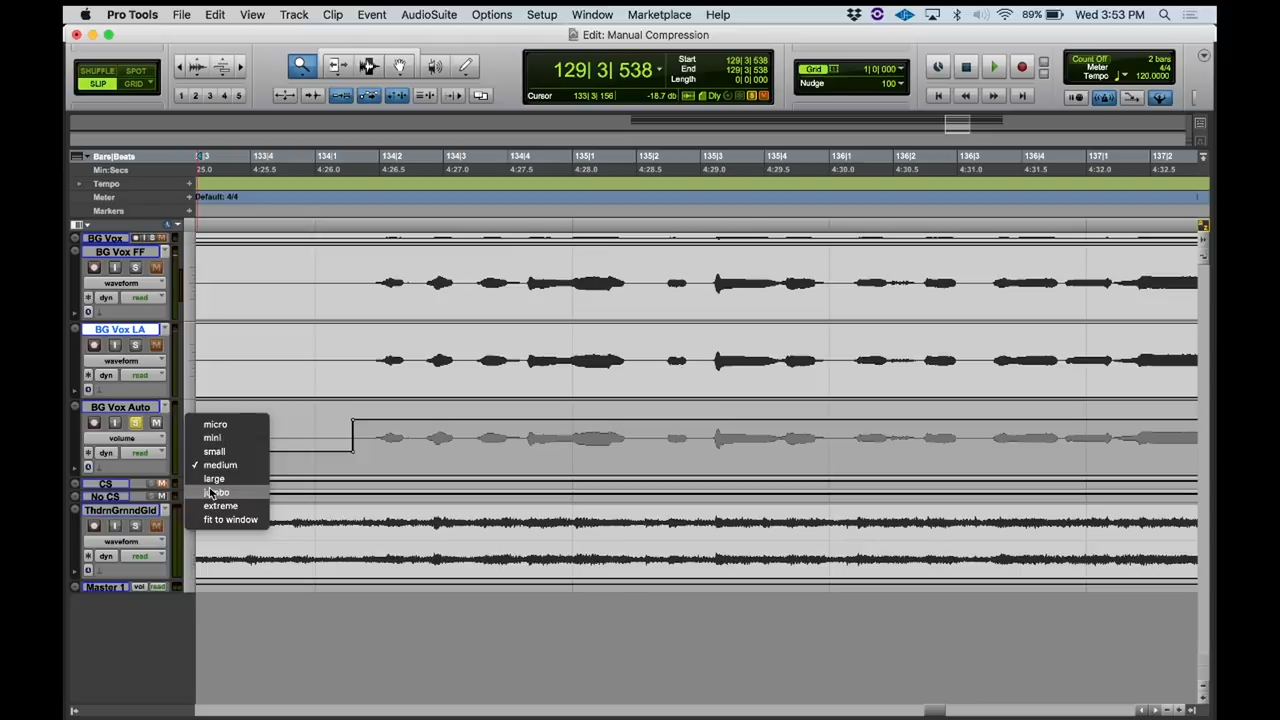 Pro Tools File Edit View Track Clip Event AudioSuite Options Setup Window Marketplace Help 89% Wed 3:53 PM
Edit: Manual Compression
SHUFFLE SPOT
SLIP GRID
1 2 3 4 5
129| 3| 538
Start 129| 3| 538
End 129| 3| 538
Length 0| 0| 000
Cursor 133| 3| 156 -18.7 db Dly S M
Grid 1| 0| 000
Nudge 100
Count Off 2 bars
Meter 4/4
Tempo 120.0000
Bars|Beats 3 133|4 134|1 134|2 134|3 134|4 135|1 135|2 135|3 135|4 136|1 136|2 136|3 136|4 137|1 137|2
Min:Secs 25.0 4:25.5 4:26.0 4:26.5 4:27.0 4:27.5 4:28.0 4:28.5 4:29.0 4:29.5 4:30.0 4:30.5 4:31.0 4:31.5 4:32.0 4:32.5
Tempo
Meter Default: 4/4
Markers
BG Vox I S M
BG Vox FF
I S M
waveform
dyn read
BG Vox LA
I S M
waveform
dyn read
BG Vox Auto
I S M
volume
dyn read
micro
mini
small
✓ medium
large
jumbo
extreme
fit to window
CS S M
No CS S M
ThdrnGrnndGld
I S M
waveform
dyn read
Master 1 vol read